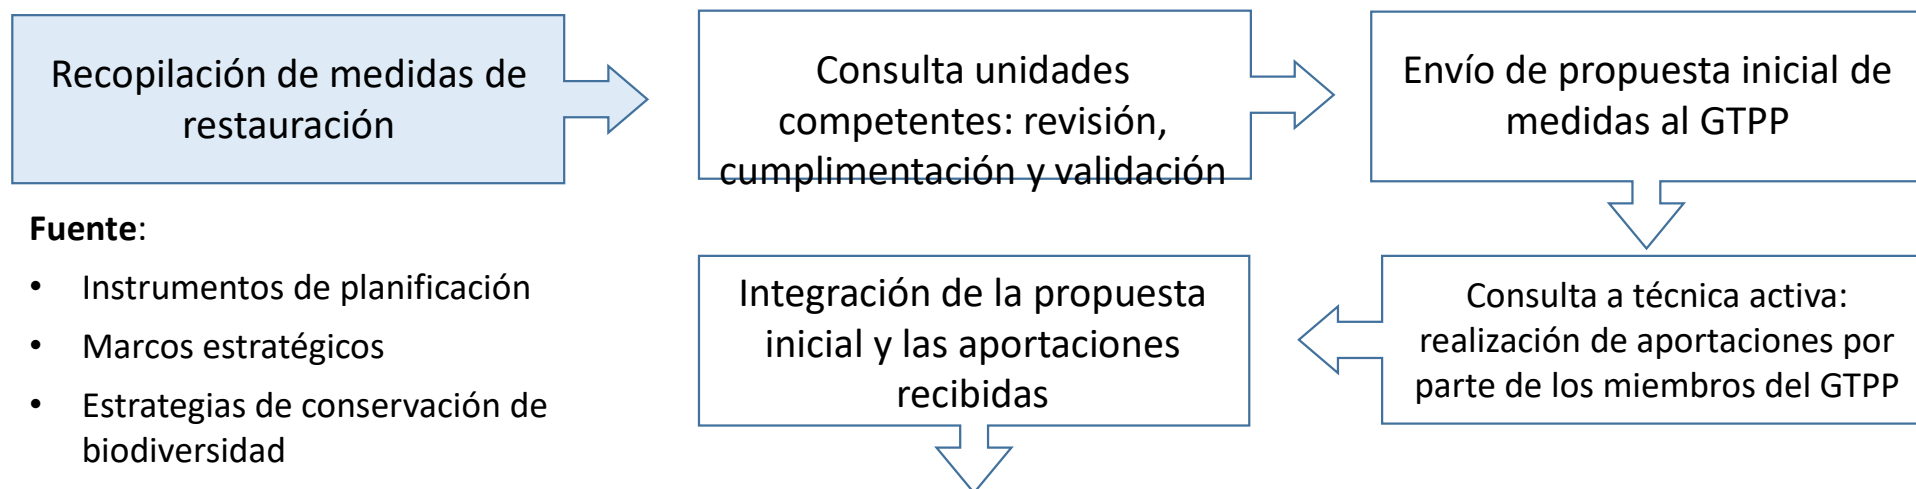 Recopilación de medidas de
restauración
Consulta unidades
competentes: revisión,
cumplimentación y validación
Envío de propuesta inicial de
medidas al GTPP
Fuente:
• Instrumentos de planificación
• Marcos estratégicos
• Estrategias de conservación de
biodiversidad
Consulta a técnica activa:
realización de aportaciones por
parte de los miembros del GTPP
Integración de la propuesta
inicial y las aportaciones
recibidas